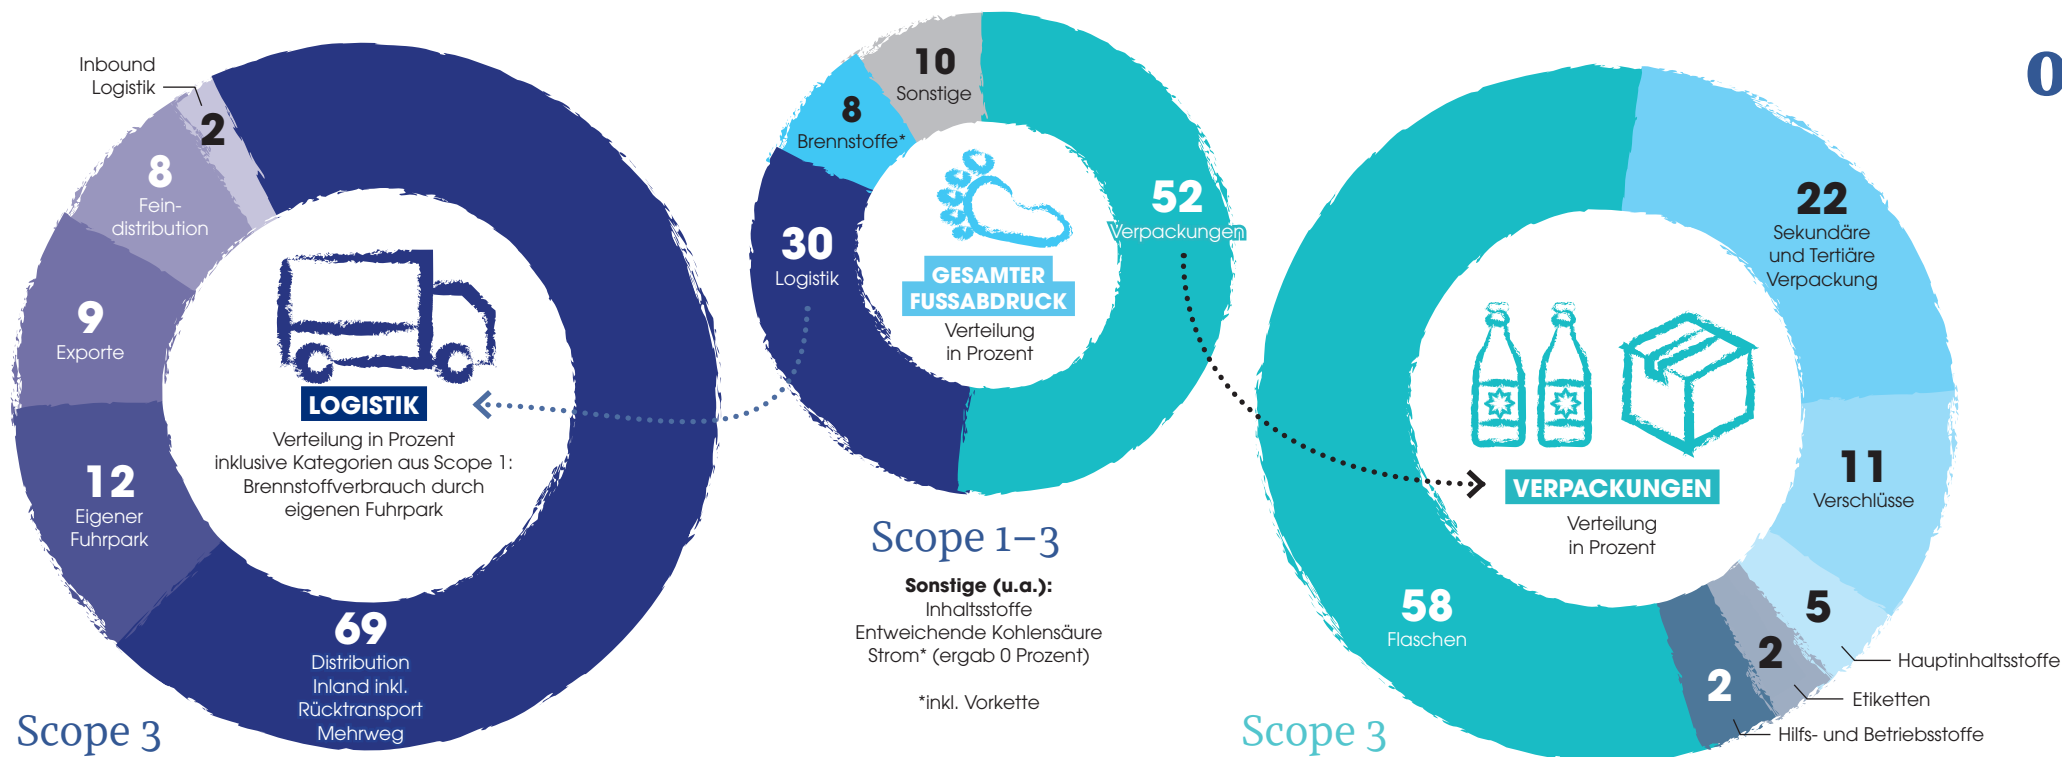 Inbound
Logistik
2
8
Fein-
distribution
9
Exporte
12
Eigener
Fuhrpark
69
Distribution
Inland inkl.
Rücktransport
Mehrweg
LOGISTIK
Verteilung in Prozent
inklusive Kategorien aus Scope 1:
Brennstoffverbrauch durch
eigenen Fuhrpark
Scope 3
10
Sonstige
8
Brennstoffe*
30
Logistik
52
Verpackungen
GESAMTER
FUSSABDRUCK
Verteilung
in Prozent
Scope 1–3
Sonstige (u.a.):
Inhaltsstoffe
Entweichende Kohlensäure
Strom* (ergab 0 Prozent)
*inkl. Vorkette
22
Sekundäre
und Tertiäre
Verpackung
11
Verschlüsse
5
Hauptinhaltsstoffe
2
Etiketten
2
Hilfs- und Betriebsstoffe
58
Flaschen
VERPACKUNGEN
Verteilung
in Prozent
Scope 3
0